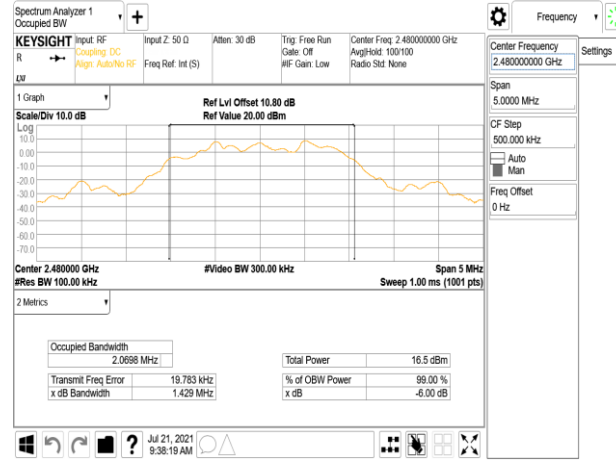 Spectrum Analyzer 1
Occupied BW
Frequency
KEYSIGHT
R
LXI
Input: RF
Coupling: DC
Align: Auto/No RF
Input Z: 50 Ω
Freq Ref: Int (S)
Atten: 30 dB
Trig: Free Run
Gate: Off
#IF Gain: Low
Center Freq: 2.480000000 GHz
Avg|Hold: 100/100
Radio Std: None
Center Frequency
2.480000000 GHz
Settings
Span
5.0000 MHz
CF Step
500.000 kHz
Auto
Man
Freq Offset
0 Hz
1 Graph
Scale/Div 10.0 dB
Ref Lvl Offset 10.80 dB
Ref Value 20.00 dBm
Log
10.0
0.00
-10.0
-20.0
-30.0
-40.0
-50.0
-60.0
-70.0
Center 2.480000 GHz
#Res BW 100.00 kHz
#Video BW 300.00 kHz
Span 5 MHz
Sweep 1.00 ms (1001 pts)
2 Metrics
Occupied Bandwidth
2.0698 MHz
Total Power 16.5 dBm
Transmit Freq Error 19.783 kHz
% of OBW Power 99.00 %
x dB Bandwidth 1.429 MHz
x dB -6.00 dB
?
Jul 21, 2021
9:38:19 AM